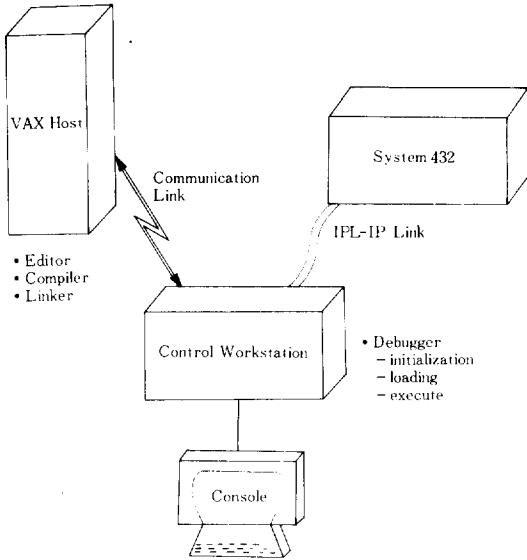 VAX Host
System 432
Communication
Link
IPL-IP Link
• Editor
• Compiler
• Linker
Control Workstation
• Debugger
– initialization
– loading
– execute
Console